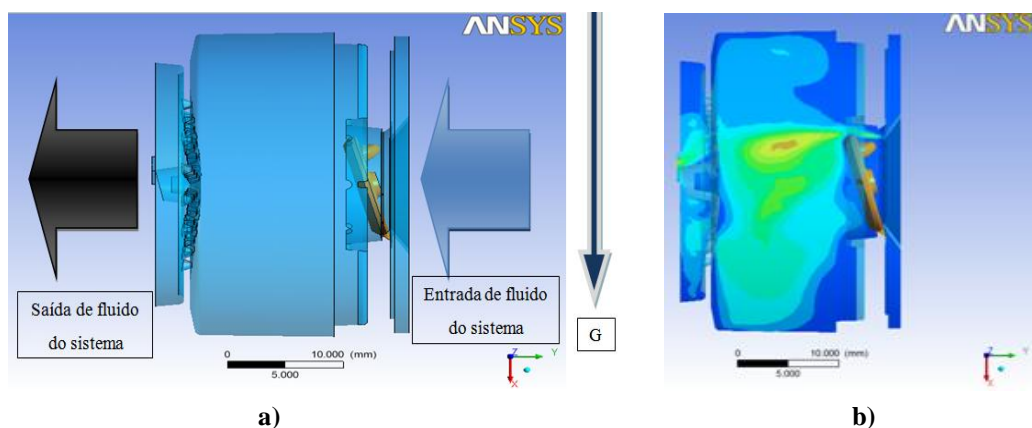 ANSYS
Saída de fluido
do sistema
Entrada de fluido
do sistema
G
0
10.000 (mm)
5.000
Z
Y
X
a)
ANSYS
0
10.000 (mm)
5.000
Z
Y
X
b)